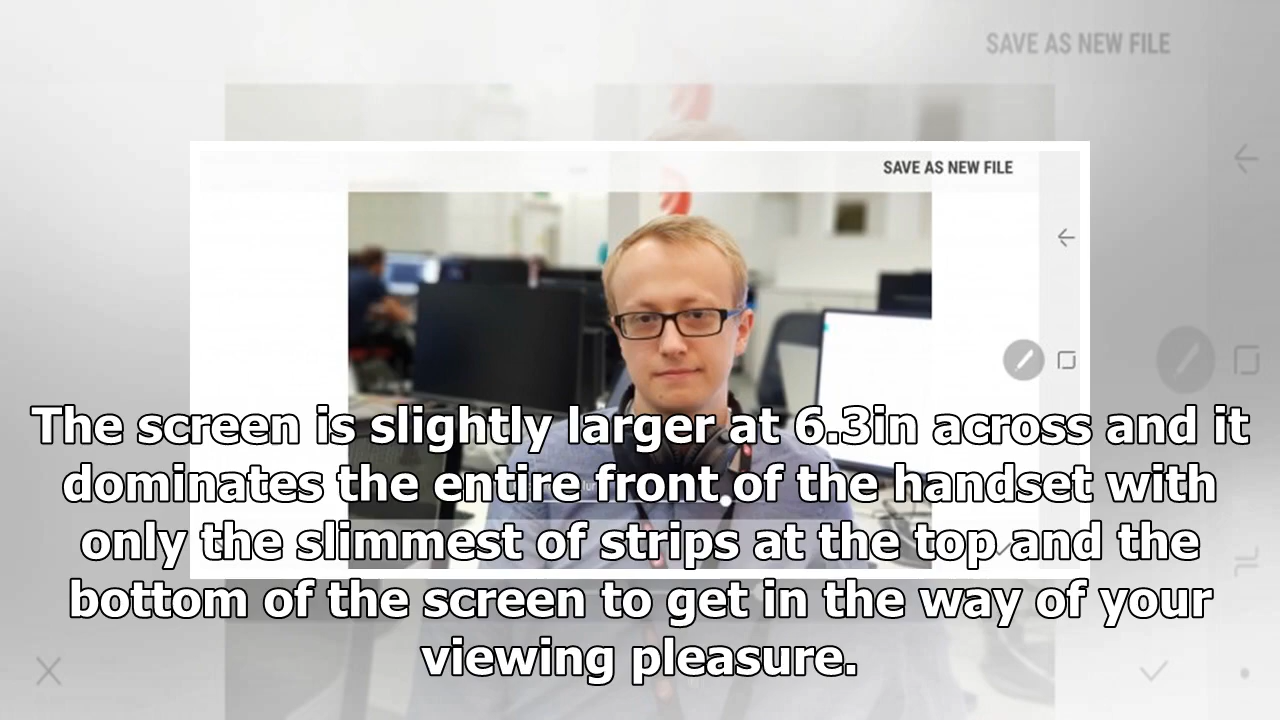 SAVE AS NEW FILE
SAVE AS NEW FILE
The screen is slightly larger at 6.3in across and it
dominates the entire front of the handset with
only the slimmest of strips at the top and the
bottom of the screen to get in the way of your
viewing pleasure.